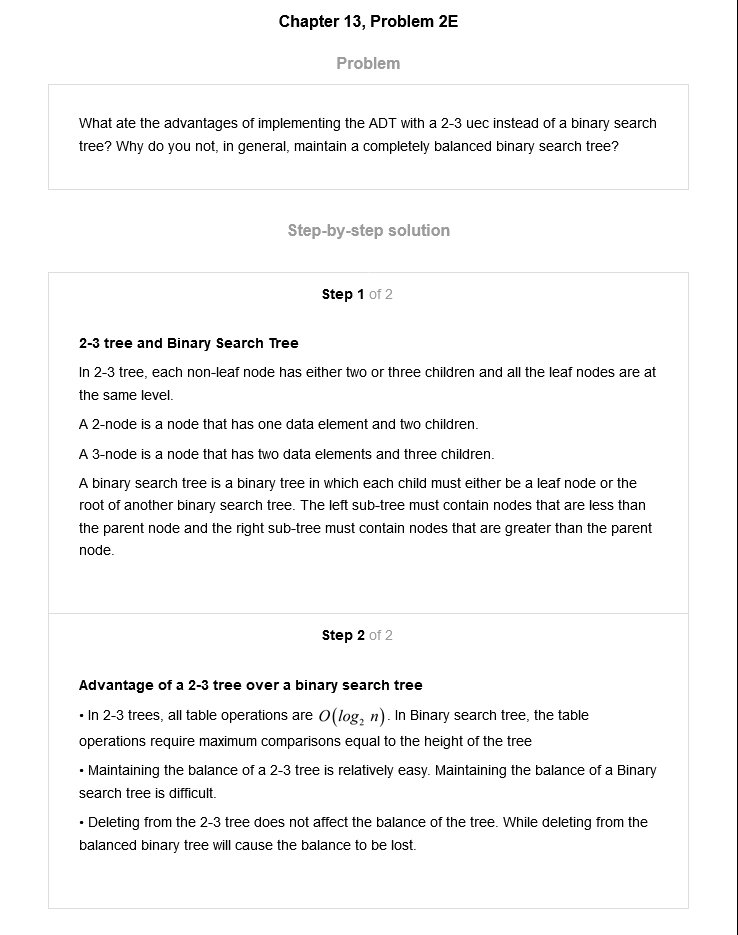 Chapter 13, Problem 2E
Problem
What ate the advantages of implementing the ADT with a 2-3 uec instead of a binary search
tree? Why do you not, in general, maintain a completely balanced binary search tree?
Step-by-step solution
Step 1 of 2
2-3 tree and Binary Search Tree
In 2-3 tree, each non-leaf node has either two or three children and all the leaf nodes are at
the same level.
A 2-node is a node that has one data element and two children.
A 3-node is a node that has two data elements and three children.
A binary search tree is a binary tree in which each child must either be a leaf node or the
root of another binary search tree. The left sub-tree must contain nodes that are less than
the parent node and the right sub-tree must contain nodes that are greater than the parent
node.
Step 2 of 2
Advantage of a 2-3 tree over a binary search tree
• In 2-3 trees, all table operations are O(log₂ n). In Binary search tree, the table
operations require maximum comparisons equal to the height of the tree
• Maintaining the balance of a 2-3 tree is relatively easy. Maintaining the balance of a Binary
search tree is difficult.
• Deleting from the 2-3 tree does not affect the balance of the tree. While deleting from the
balanced binary tree will cause the balance to be lost.